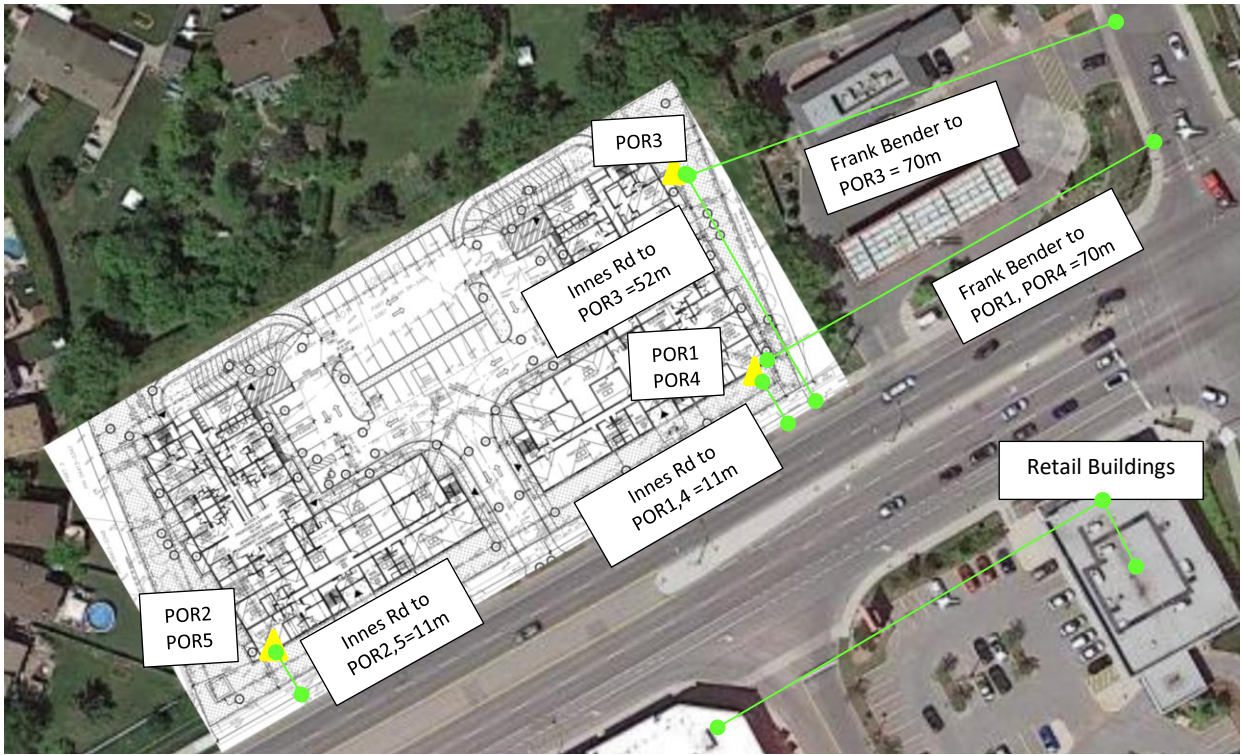 POR3
Frank Bender to
POR3 = 70m
Innes Rd to
POR3 =52m
Frank Bender to
POR1, POR4 =70m
POR1
POR4
Innes Rd to
POR1,4 =11m
Retail Buildings
POR2
POR5
Innes Rd to
POR2,5=11m